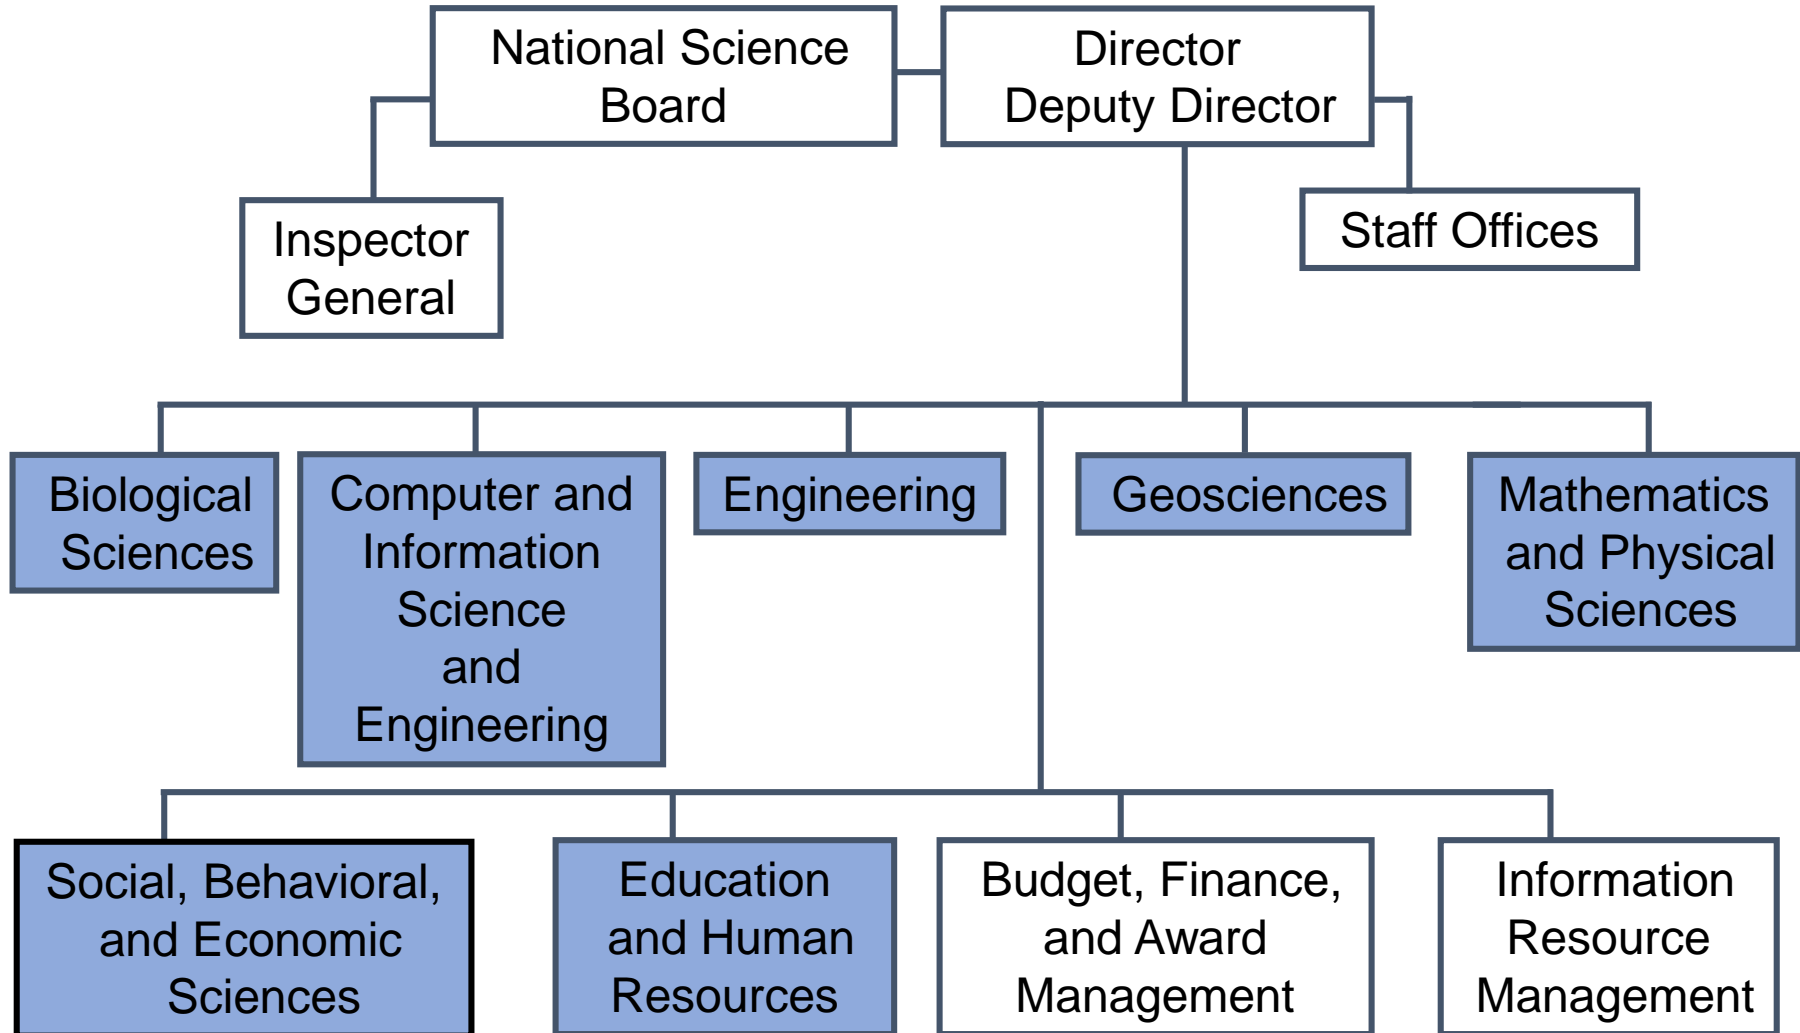 National Science
Board
Director
Deputy Director
Inspector
General
Staff Offices
Biological
Sciences
Computer and
Information
Science
and
Engineering
Engineering
Geosciences
Mathematics
and Physical
Sciences
Social, Behavioral,
and Economic
Sciences
Education
and Human
Resources
Budget, Finance,
and Award
Management
Information
Resource
Management